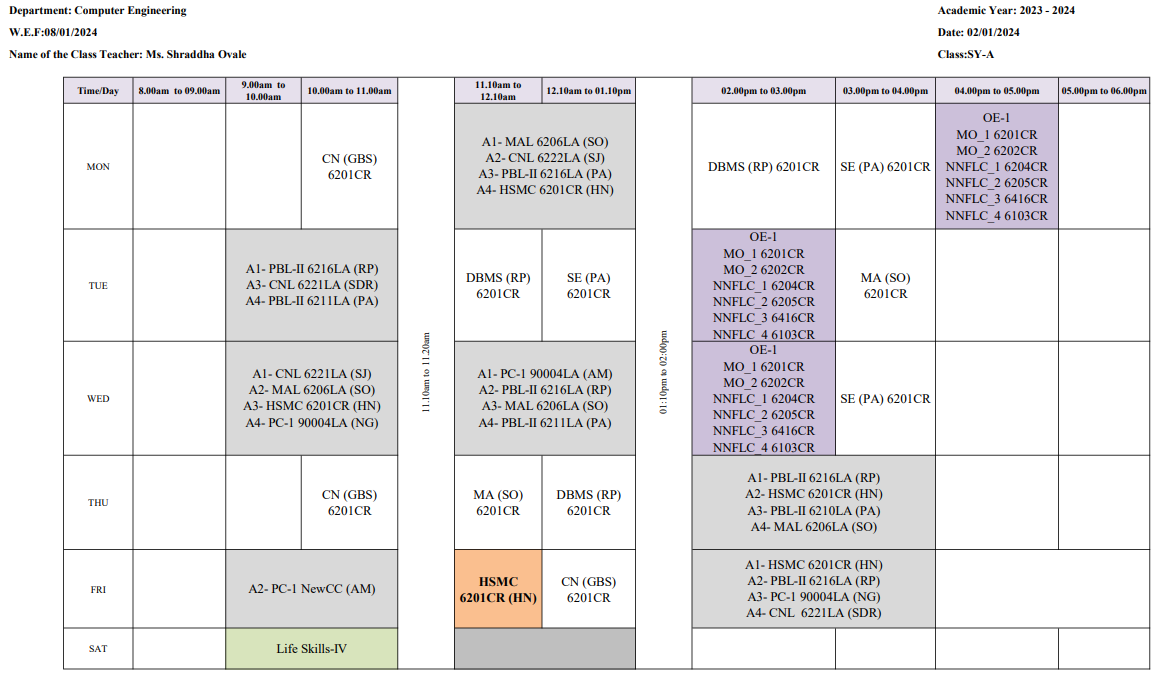 Department: Computer Engineering
Academic Year: 2023 - 2024
W.E.F:08/01/2024
Date: 02/01/2024
Name of the Class Teacher: Ms. Shraddha Ovale
Class:SY-A
Time/Day
8.00am to 09.00am
9.00am to
10.00am
10.00am to 11.00am
11.10am to 11.20am
11.10am to
12.10am
12.10am to 01.10pm
01:10pm to 02:00pm
02.00pm to 03.00pm
03.00pm to 04.00pm
04.00pm to 05.00pm
05.00pm to 06.00pm
MON
CN (GBS)
6201CR
A1- MAL 6206LA (SO)
A2- CNL 6222LA (SJ)
A3- PBL-II 6216LA (PA)
A4- HSMC 6201CR (HN)
DBMS (RP) 6201CR
SE (PA) 6201CR
OE-1
MO_1 6201CR
MO_2 6202CR
NNFLC_1 6204CR
NNFLC_2 6205CR
NNFLC_3 6416CR
NNFLC_4 6103CR
TUE
A1- PBL-II 6216LA (RP)
A3- CNL 6221LA (SDR)
A4- PBL-II 6211LA (PA)
DBMS (RP)
6201CR
SE (PA)
6201CR
OE-1
MO_1 6201CR
MO_2 6202CR
NNFLC_1 6204CR
NNFLC_2 6205CR
NNFLC_3 6416CR
NNFLC_4 6103CR
MA (SO)
6201CR
WED
A1- CNL 6221LA (SJ)
A2- MAL 6206LA (SO)
A3- HSMC 6201CR (HN)
A4- PC-1 90004LA (NG)
A1- PC-1 90004LA (AM)
A2- PBL-II 6216LA (RP)
A3- MAL 6206LA (SO)
A4- PBL-II 6211LA (PA)
OE-1
MO_1 6201CR
MO_2 6202CR
NNFLC_1 6204CR
NNFLC_2 6205CR
NNFLC_3 6416CR
NNFLC_4 6103CR
SE (PA) 6201CR
THU
CN (GBS)
6201CR
MA (SO)
6201CR
DBMS (RP)
6201CR
A1- PBL-II 6216LA (RP)
A2- HSMC 6201CR (HN)
A3- PBL-II 6210LA (PA)
A4- MAL 6206LA (SO)
FRI
A2- PC-1 NewCC (AM)
HSMC
6201CR (HN)
CN (GBS)
6201CR
A1- HSMC 6201CR (HN)
A2- PBL-II 6216LA (RP)
A3- PC-1 90004LA (NG)
A4- CNL 6221LA (SDR)
SAT
Life Skills-IV